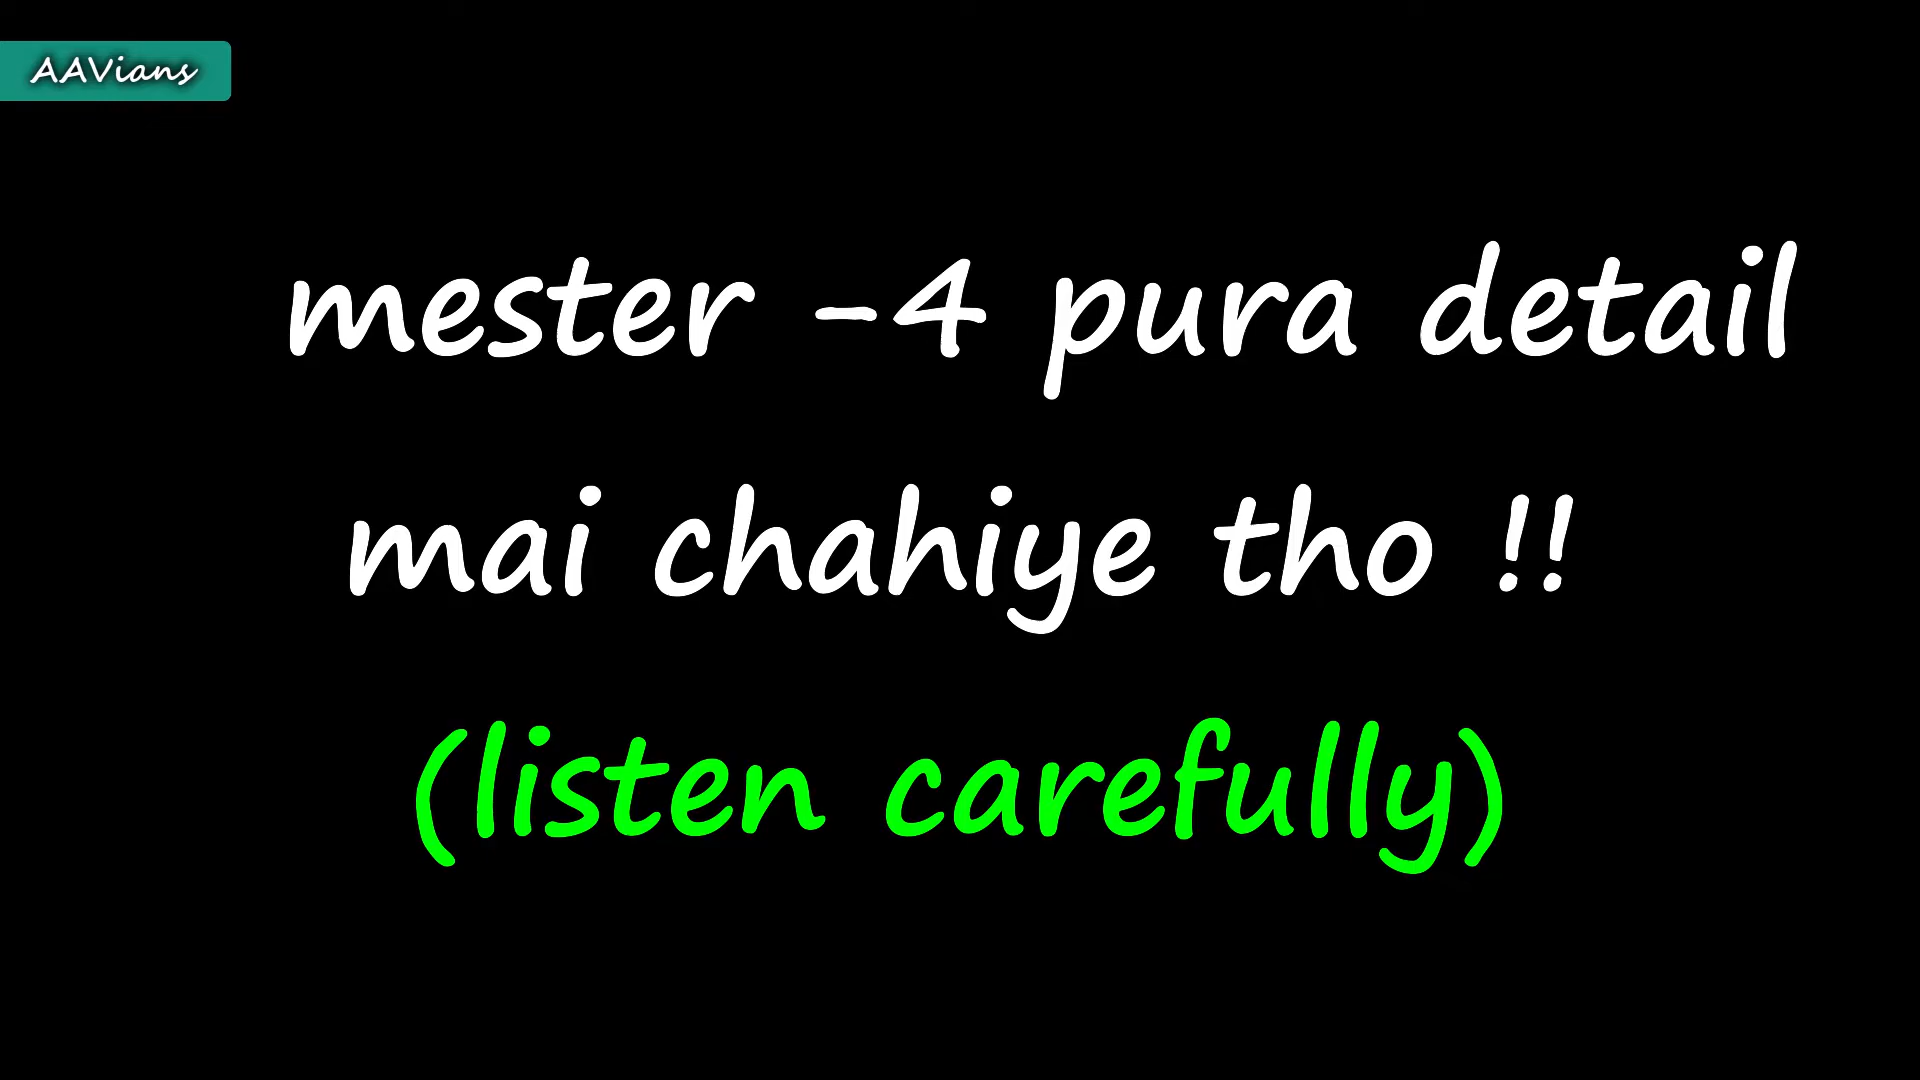 AAVians
mester -4 pura detail
mai chahiye tho !!
(listen carefully)